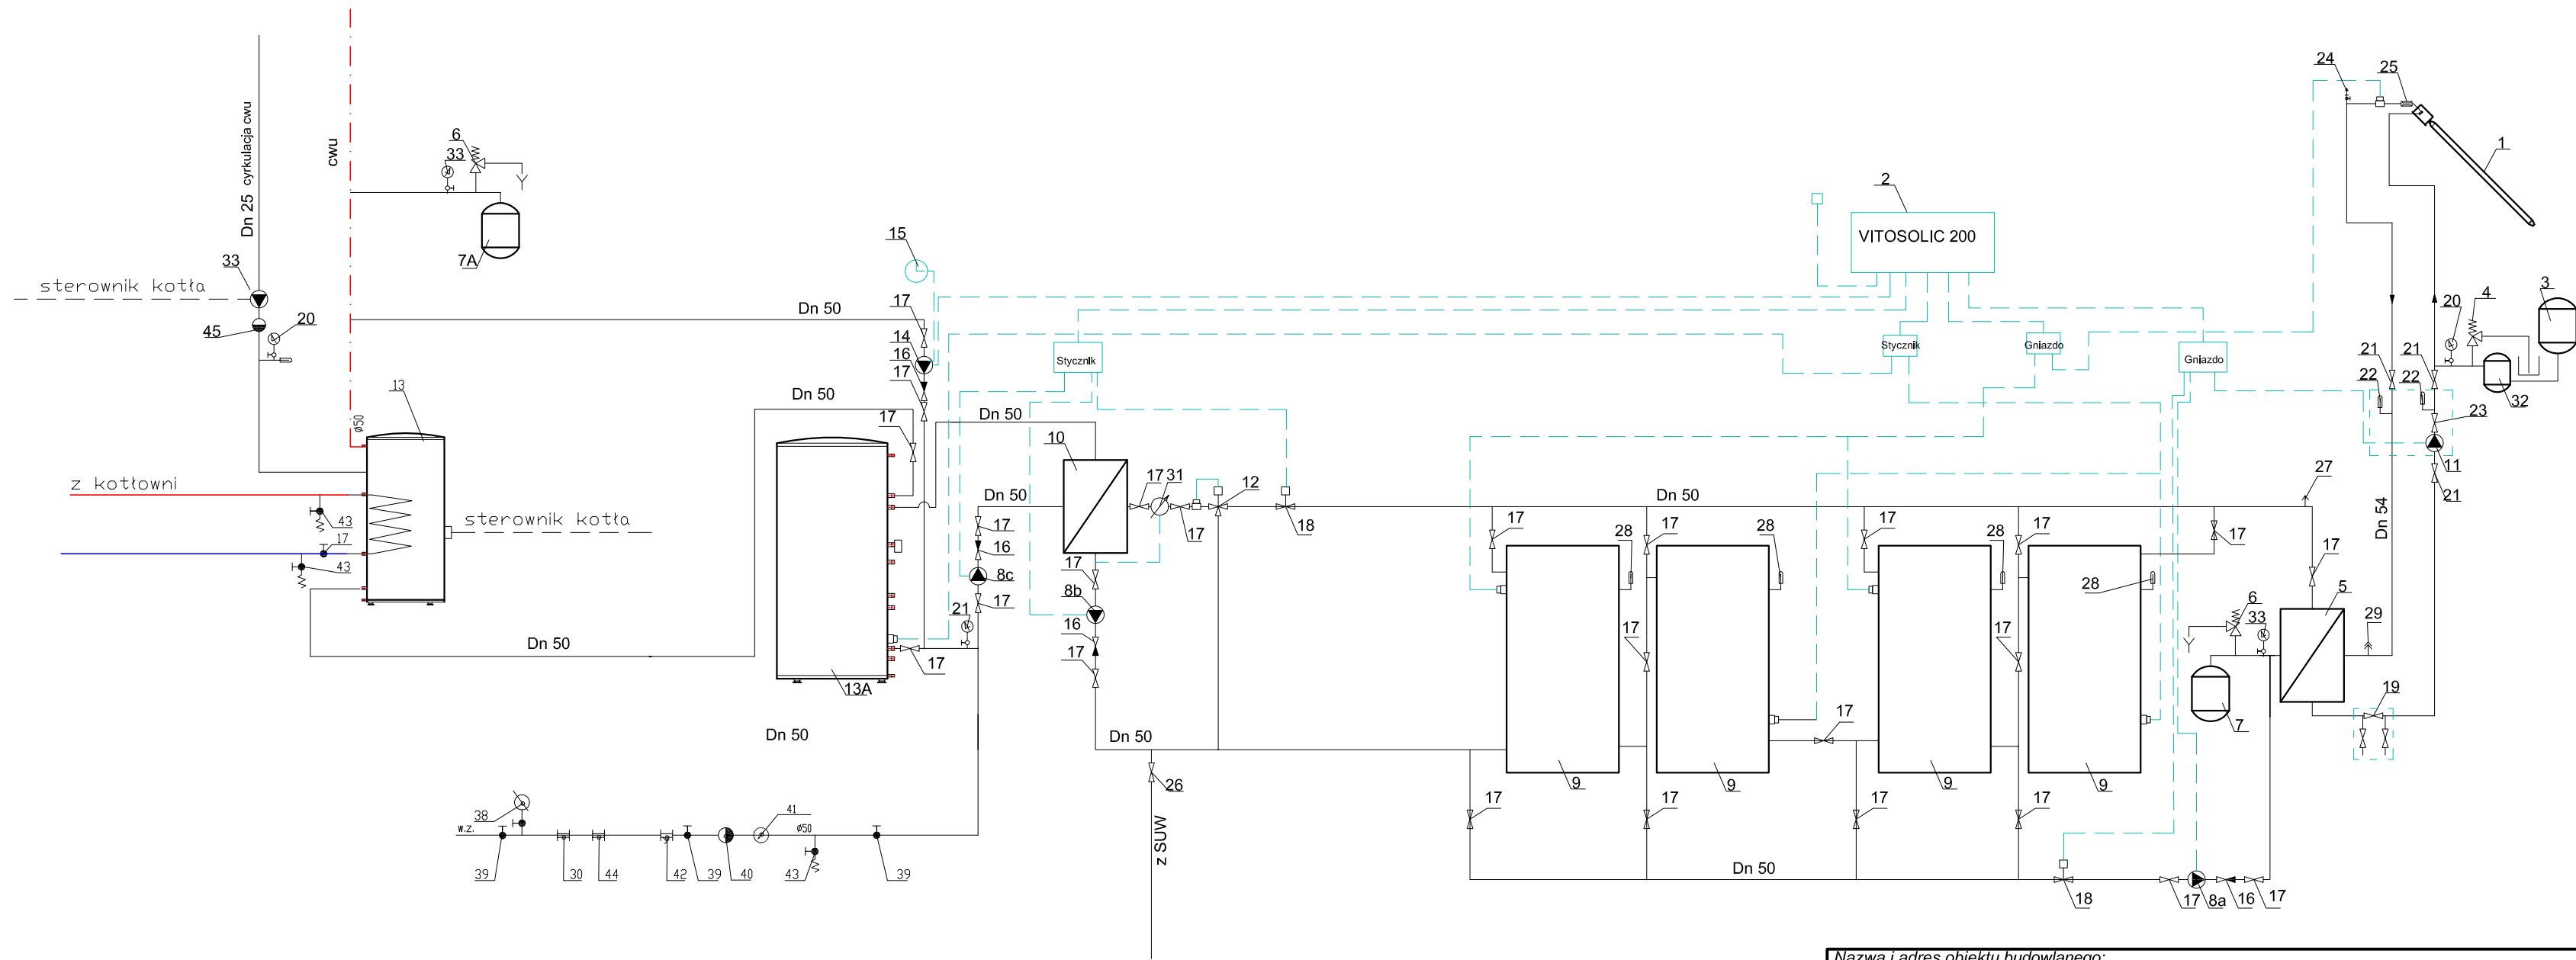 24
25
1
2
VITOSOLIC 200
Dn 25 cyrkulacja cwu
cwu
6
33
7A
15
33
sterownik kotła
45
20
Dn 50
17
14
16
17
Stycznik
Stycznik
Gniazdo
Gniazdo
20
4
3
21
21
22
22
32
23
11
21
13
ø50
Dn 50
17
Dn 50
10
z kotłowni
sterownik kotła
43
17
43
Dn 50
17
16
8c
17
21
17
31
17
12
18
Dn 50
27
Dn 54
17
8b
16
17
17
28
17
28
17
28
17
28
17
17
5
6
33
29
7
19
Dn 50
13A
17
Dn 50
Dn 50
17
17
17
9
9
9
9
26
z SUW
17
17
17
17
Dn 50
18
17
8a
16
17
38
w.z.
41
ø50
39
30
44
42
39
40
43
39
Nazwa i adres obiektu budowlanego: